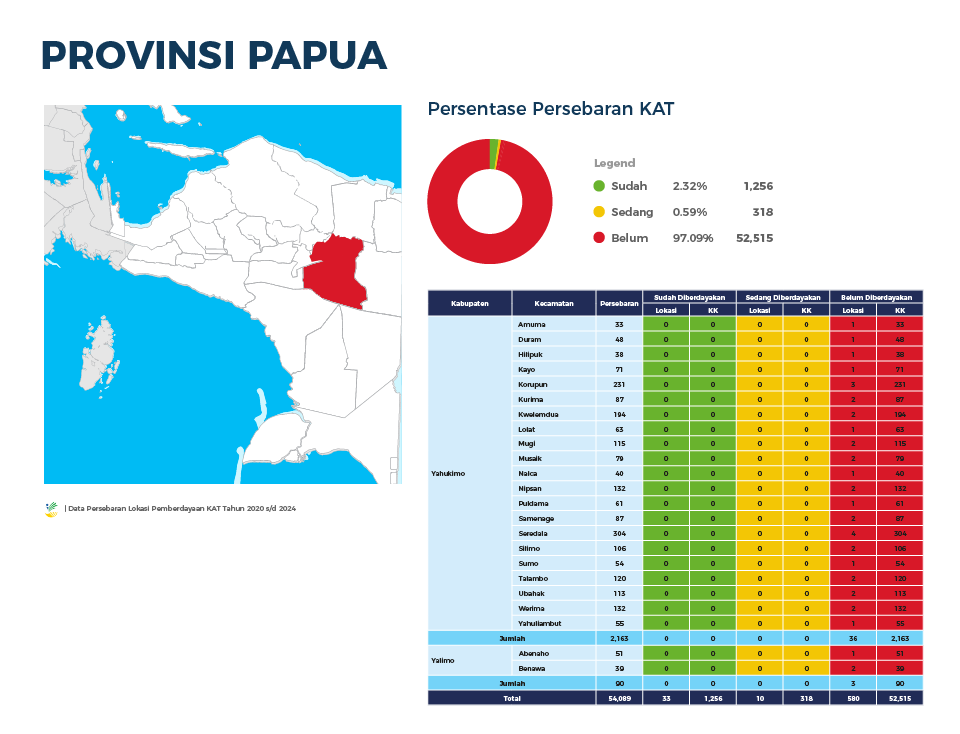 PROVINSI PAPUA
Persentase Persebaran KAT
Legend
Sudah 2.32% 1,256
Sedang 0.59% 318
Belum 97.09% 52,515
| Data Persebaran Lokasi Pemberdayaan KAT Tahun 2020 s/d 2024
Kabupaten Kecamatan Persebaran Sudah Diberdayakan Sedang Diberdayakan Belum Diberdayakan
Lokasi KK Lokasi KK Lokasi KK
Amuma 33 0 0 0 0 1 33
Duram 48 0 0 0 0 1 48
Hilipuk 38 0 0 0 0 1 38
Kayo 71 0 0 0 0 1 71
Korupun 231 0 0 0 0 3 231
Kurima 87 0 0 0 0 2 87
Kwelemdua 194 0 0 0 0 2 194
Lolat 63 0 0 0 0 1 63
Mugi 115 0 0 0 0 2 115
Musaik 79 0 0 0 0 2 79
Yahukimo Nalca 40 0 0 0 0 1 40
Nipsan 132 0 0 0 0 2 132
Puldama 61 0 0 0 0 1 61
Samenage 87 0 0 0 0 2 87
Seredala 304 0 0 0 0 4 304
Silimo 106 0 0 0 0 2 106
Sumo 54 0 0 0 0 1 54
Talambo 120 0 0 0 0 2 120
Ubahak 113 0 0 0 0 2 113
Werima 132 0 0 0 0 2 132
Yahuliambut 55 0 0 0 0 1 55
Jumlah 2,163 0 0 0 0 36 2,163
Yalimo Abenaho 51 0 0 0 0 1 51
Benawa 39 0 0 0 0 2 39
Jumlah 90 0 0 0 0 3 90
Total 54,089 33 1,256 10 318 580 52,515